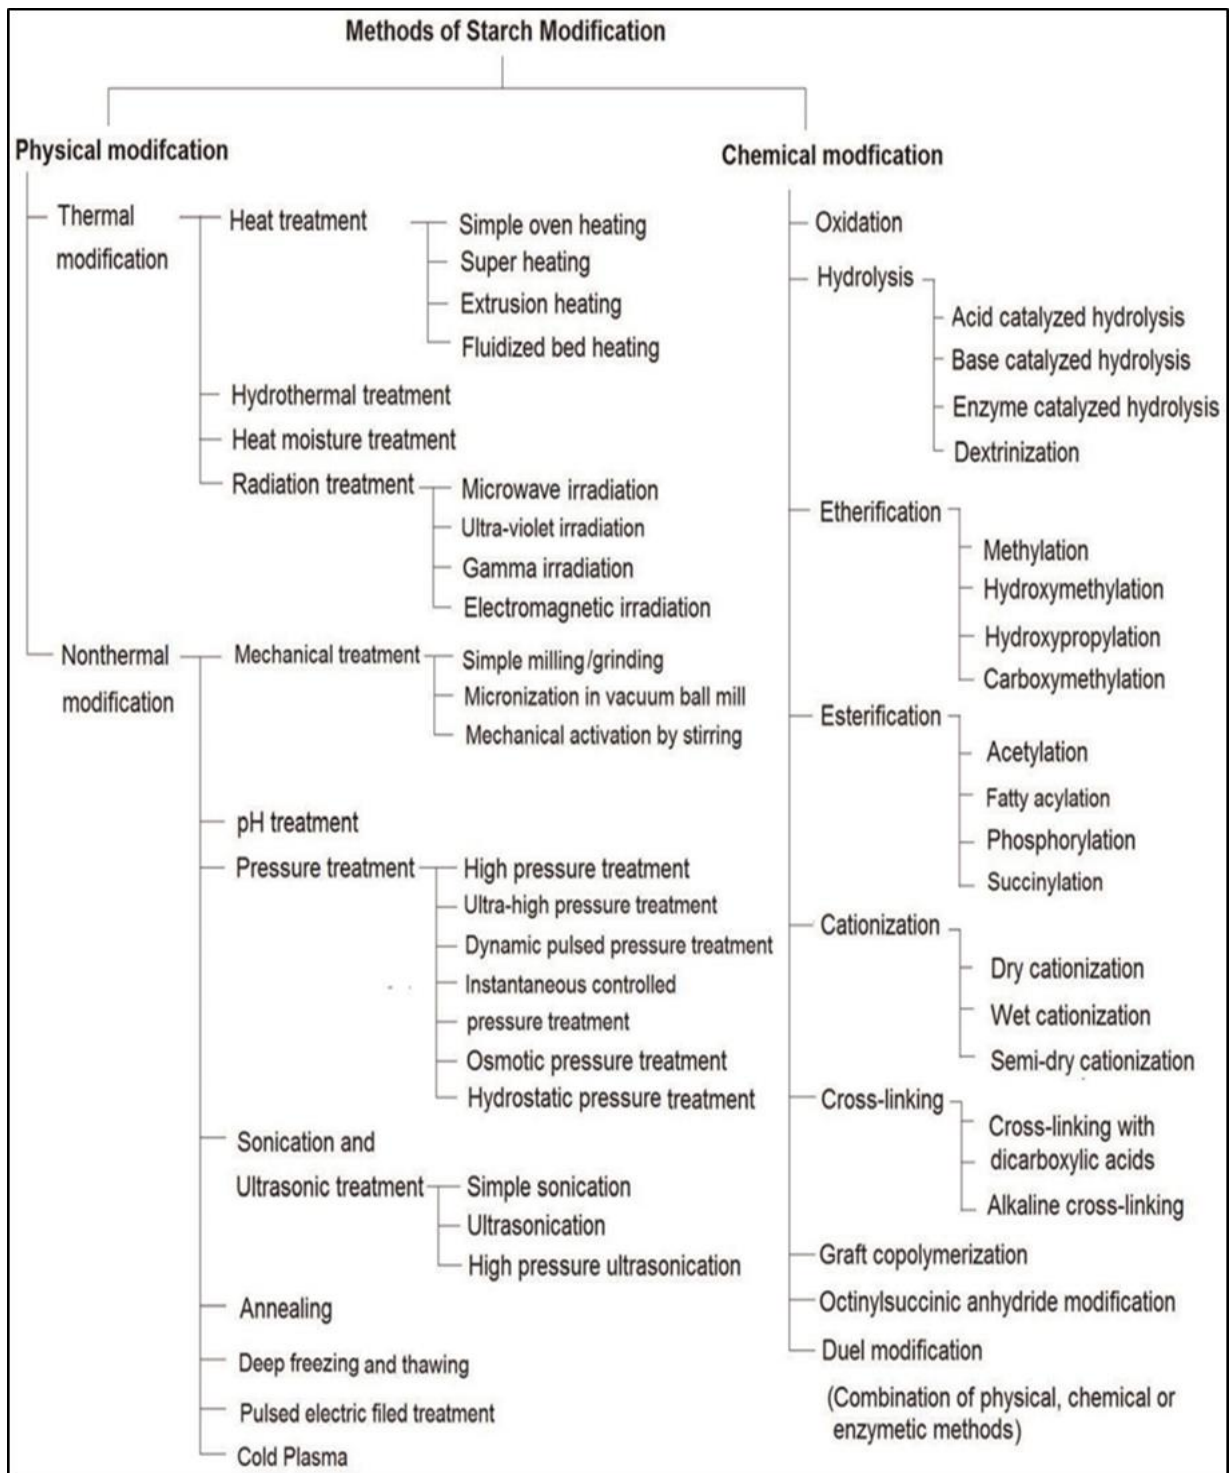 Methods of Starch Modification
Physical modifcation
Thermal
modification
Heat treatment
Simple oven heating
Super heating
Extrusion heating
Fluidized bed heating
Hydrothermal treatment
Heat moisture treatment
Radiation treatment
Microwave irradiation
Ultra-violet irradiation
Gamma irradiation
Electromagnetic irradiation
Nonthermal
modification
Mechanical treatment
Simple milling/grinding
Micronization in vacuum ball mill
Mechanical activation by stirring
pH treatment
Pressure treatment
High pressure treatment
Ultra-high pressure treatment
Dynamic pulsed pressure treatment
Instantaneous controlled
pressure treatment
Osmotic pressure treatment
Hydrostatic pressure treatment
Sonication and
Ultrasonic treatment
Simple sonication
Ultrasonication
High pressure ultrasonication
Annealing
Deep freezing and thawing
Pulsed electric filed treatment
Cold Plasma
Chemical modfication
Oxidation
Hydrolysis
Acid catalyzed hydrolysis
Base catalyzed hydrolysis
Enzyme catalyzed hydrolysis
Dextrinization
Etherification
Methylation
Hydroxymethylation
Hydroxypropylation
Carboxymethylation
Esterification
Acetylation
Fatty acylation
Phosphorylation
Succinylation
Cationization
Dry cationization
Wet cationization
Semi-dry cationization
Cross-linking
Cross-linking with
dicarboxylic acids
Alkaline cross-linking
Graft copolymerization
Octinylsuccinic anhydride modification
Duel modification
(Combination of physical, chemical or
enzymetic methods)